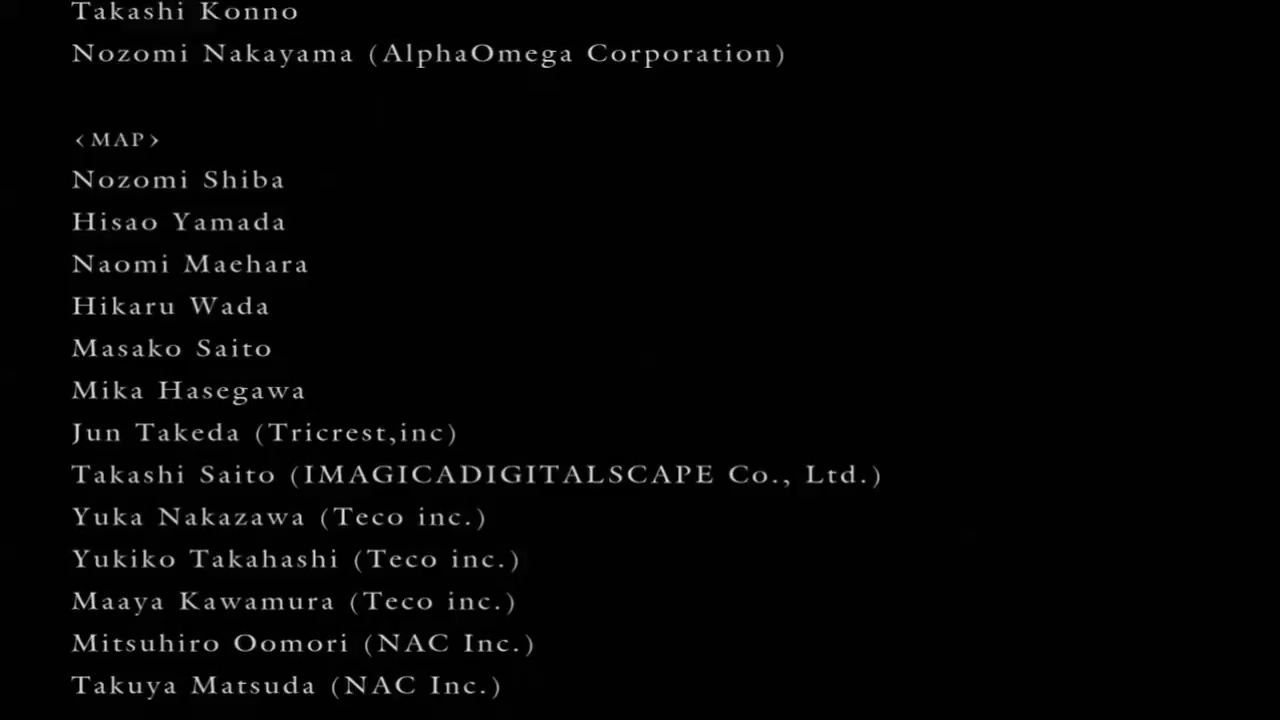 Takashi Konno
Nozomi Nakayama (AlphaOmega Corporation)
<MAP>
Nozomi Shiba
Hisao Yamada
Naomi Maehara
Hikaru Wada
Masako Saito
Mika Hasegawa
Jun Takeda (Tricrest,inc)
Takashi Saito (IMAGICADIGITALSCAPE Co., Ltd.)
Yuka Nakazawa (Teco inc.)
Yukiko Takahashi (Teco inc.)
Maaya Kawamura (Teco inc.)
Mitsuhiro Oomori (NAC Inc.)
Takuya Matsuda (NAC Inc.)